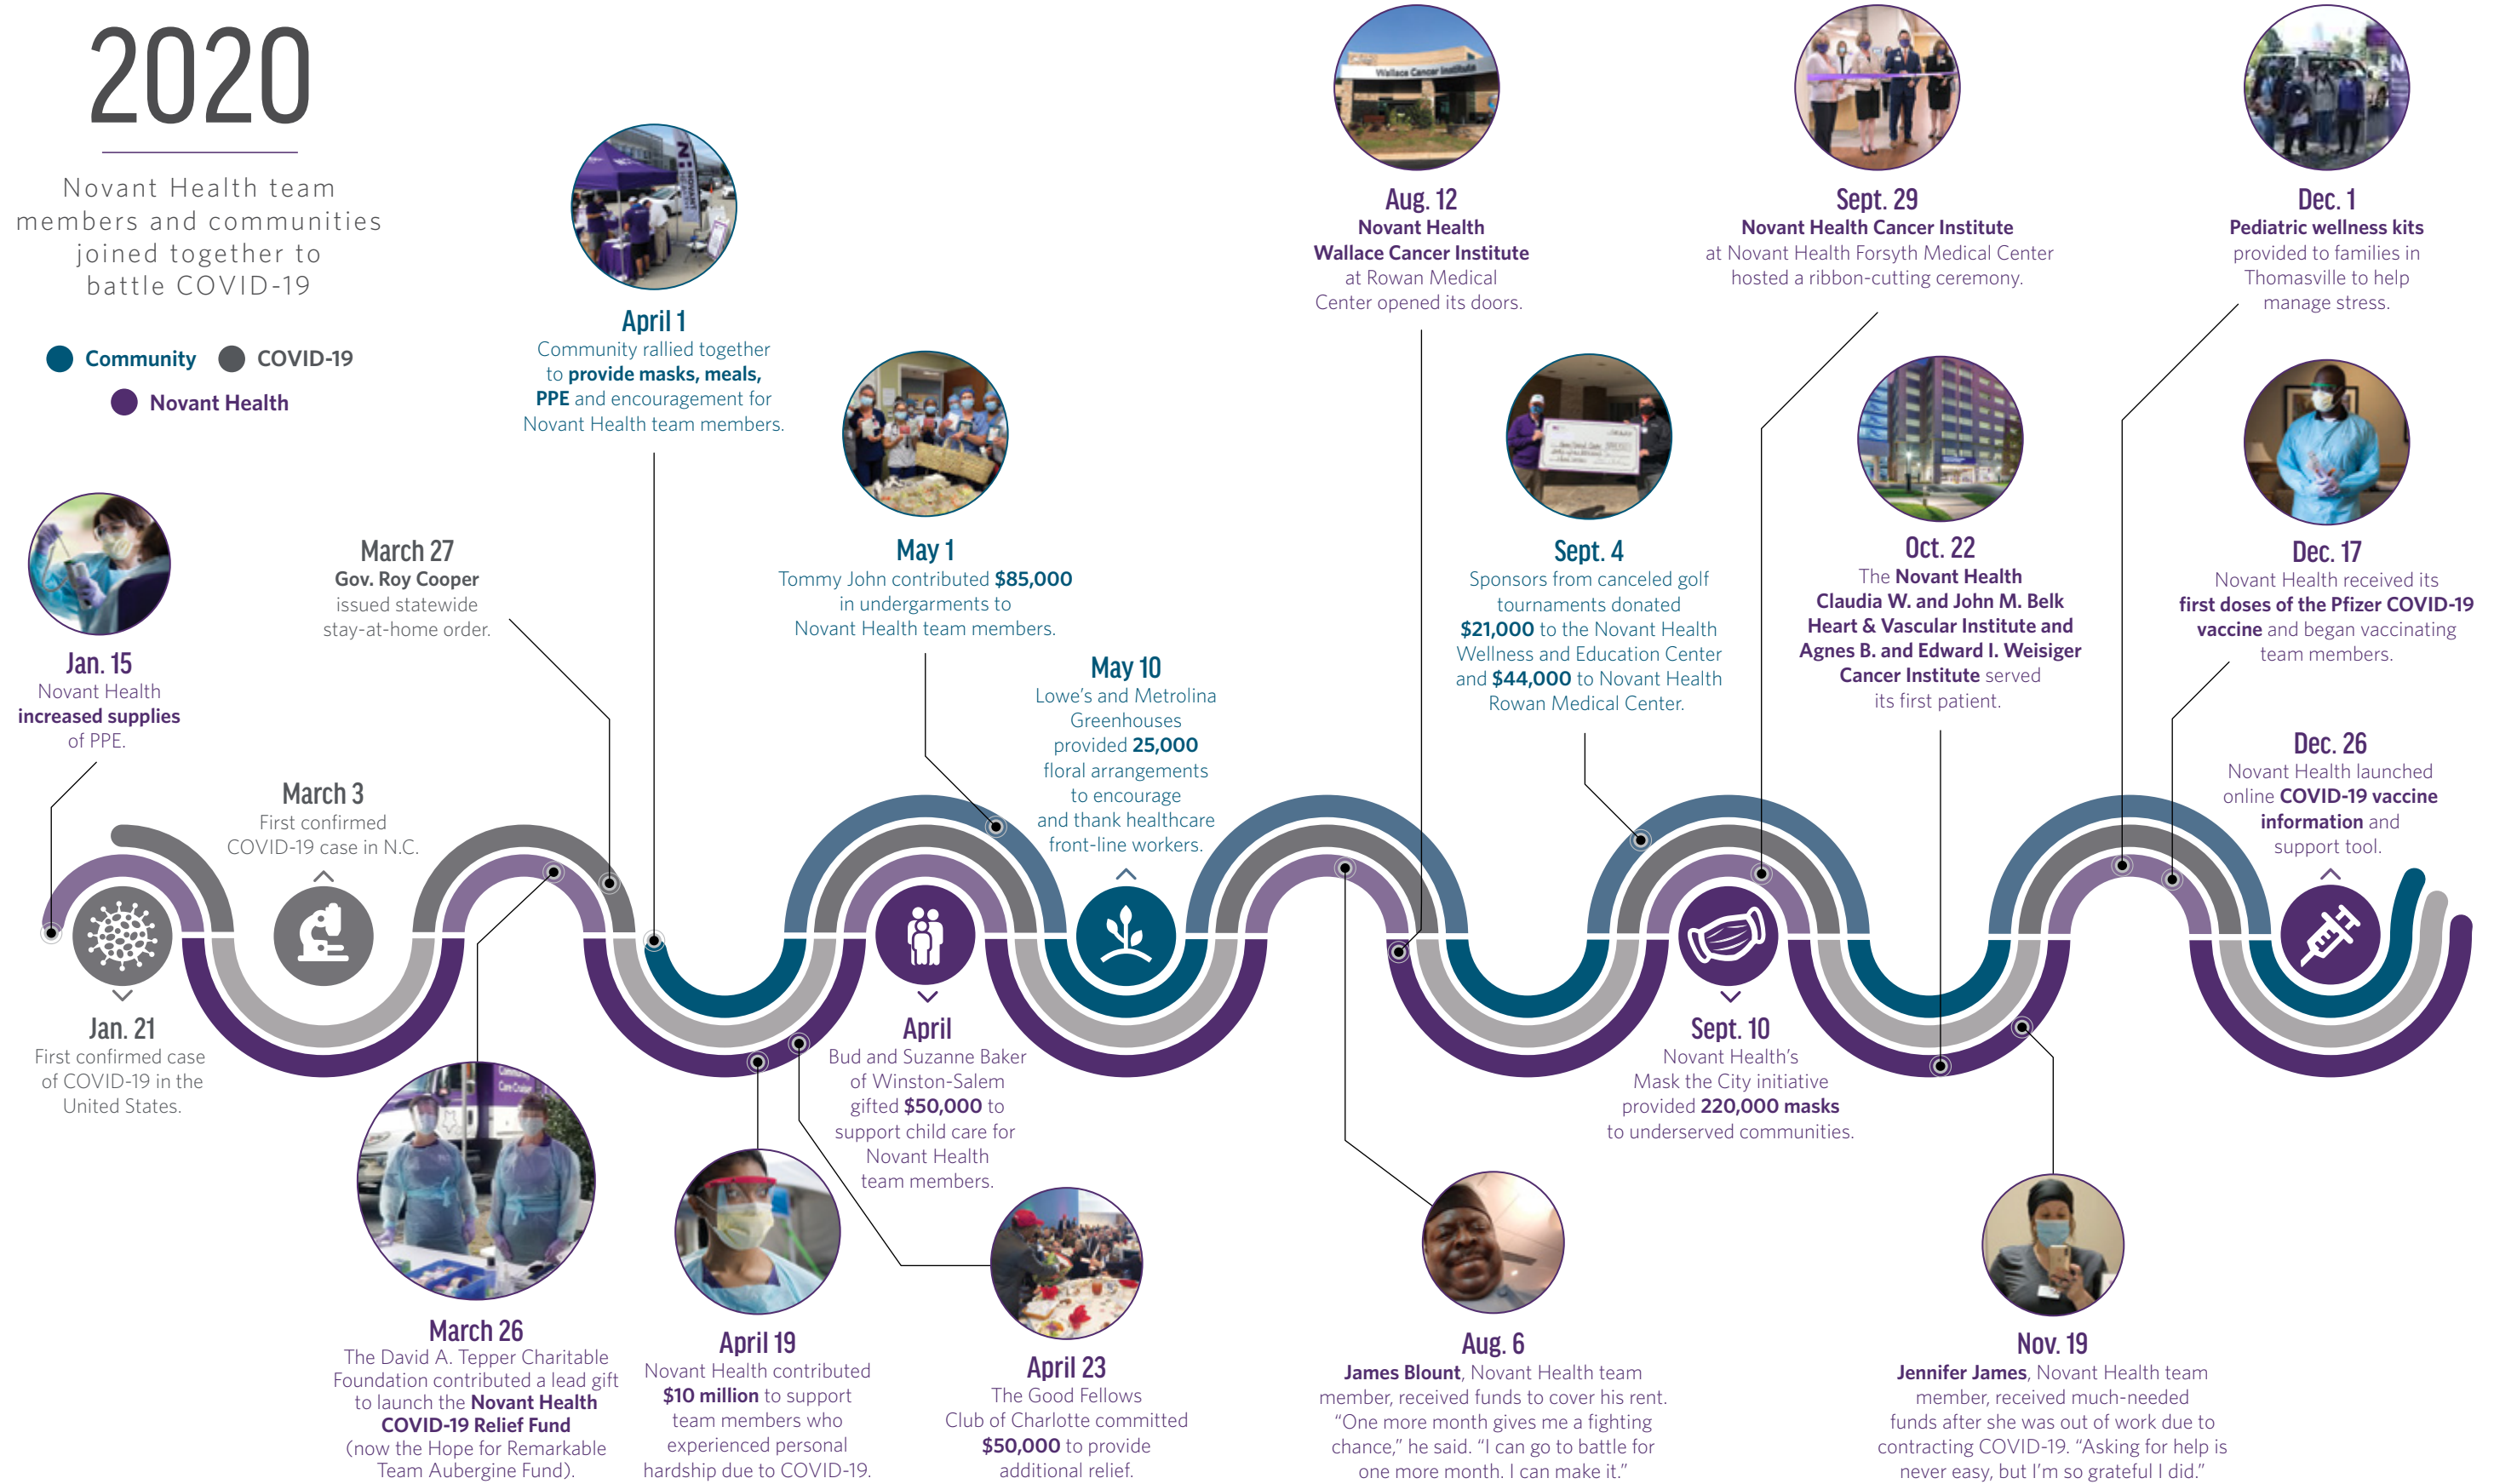 2020
Novant Health team
members and communities
joined together to
battle COVID-19
Community
COVID-19
Novant Health
Jan. 15
Novant Health
increased supplies
of PPE.
Jan. 21
First confirmed case
of COVID-19 in the
United States.
March 3
First confirmed
COVID-19 case in N.C.
March 26
The David A. Tepper Charitable
Foundation contributed a lead gift
to launch the Novant Health
COVID-19 Relief Fund
(now the Hope for Remarkable
Team Aubergine Fund).
March 27
Gov. Roy Cooper
issued statewide
stay-at-home order.
NOVANT
April 1
Community rallied together
to provide masks, meals,
PPE and encouragement for
Novant Health team members.
April 19
Novant Health contributed
$10 million to support
team members who
experienced personal
hardship due to COVID-19.
April 23
The Good Fellows
Club of Charlotte committed
$50,000 to provide
additional relief.
April
Bud and Suzanne Baker
of Winston-Salem
gifted $50,000 to
support child care for
Novant Health
team members.
May 1
Tommy John contributed $85,000
in undergarments to
Novant Health team members.
May 10
Lowe's and Metrolina
Greenhouses
provided 25,000
floral arrangements
to encourage
and thank healthcare
front-line workers.
Aug. 6
James Blount, Novant Health team
member, received funds to cover his rent.
“One more month gives me a fighting
chance,” he said. “I can go to battle for
one more month. I can make it.”
Wallace Cancer Institute
Aug. 12
Novant Health
Wallace Cancer Institute
at Rowan Medical
Center opened its doors.
Sept. 4
Sponsors from canceled golf
tournaments donated
$21,000 to the Novant Health
Wellness and Education Center
and $44,000 to Novant Health
Rowan Medical Center.
Sept. 10
Novant Health’s
Mask the City initiative
provided 220,000 masks
to underserved communities.
Sept. 29
Novant Health Cancer Institute
at Novant Health Forsyth Medical Center
hosted a ribbon-cutting ceremony.
Oct. 22
The Novant Health
Claudia W. and John M. Belk
Heart & Vascular Institute and
Agnes B. and Edward I. Weisiger
Cancer Institute served
its first patient.
Nov. 19
Jennifer James, Novant Health team
member, received much-needed
funds after she was out of work due to
contracting COVID-19. “Asking for help is
never easy, but I’m so grateful I did.”
N
Dec. 1
Pediatric wellness kits
provided to families in
Thomasville to help
manage stress.
Dec. 17
Novant Health received its
first doses of the Pfizer COVID-19
vaccine and began vaccinating
team members.
Dec. 26
Novant Health launched
online COVID-19 vaccine
information and
support tool.